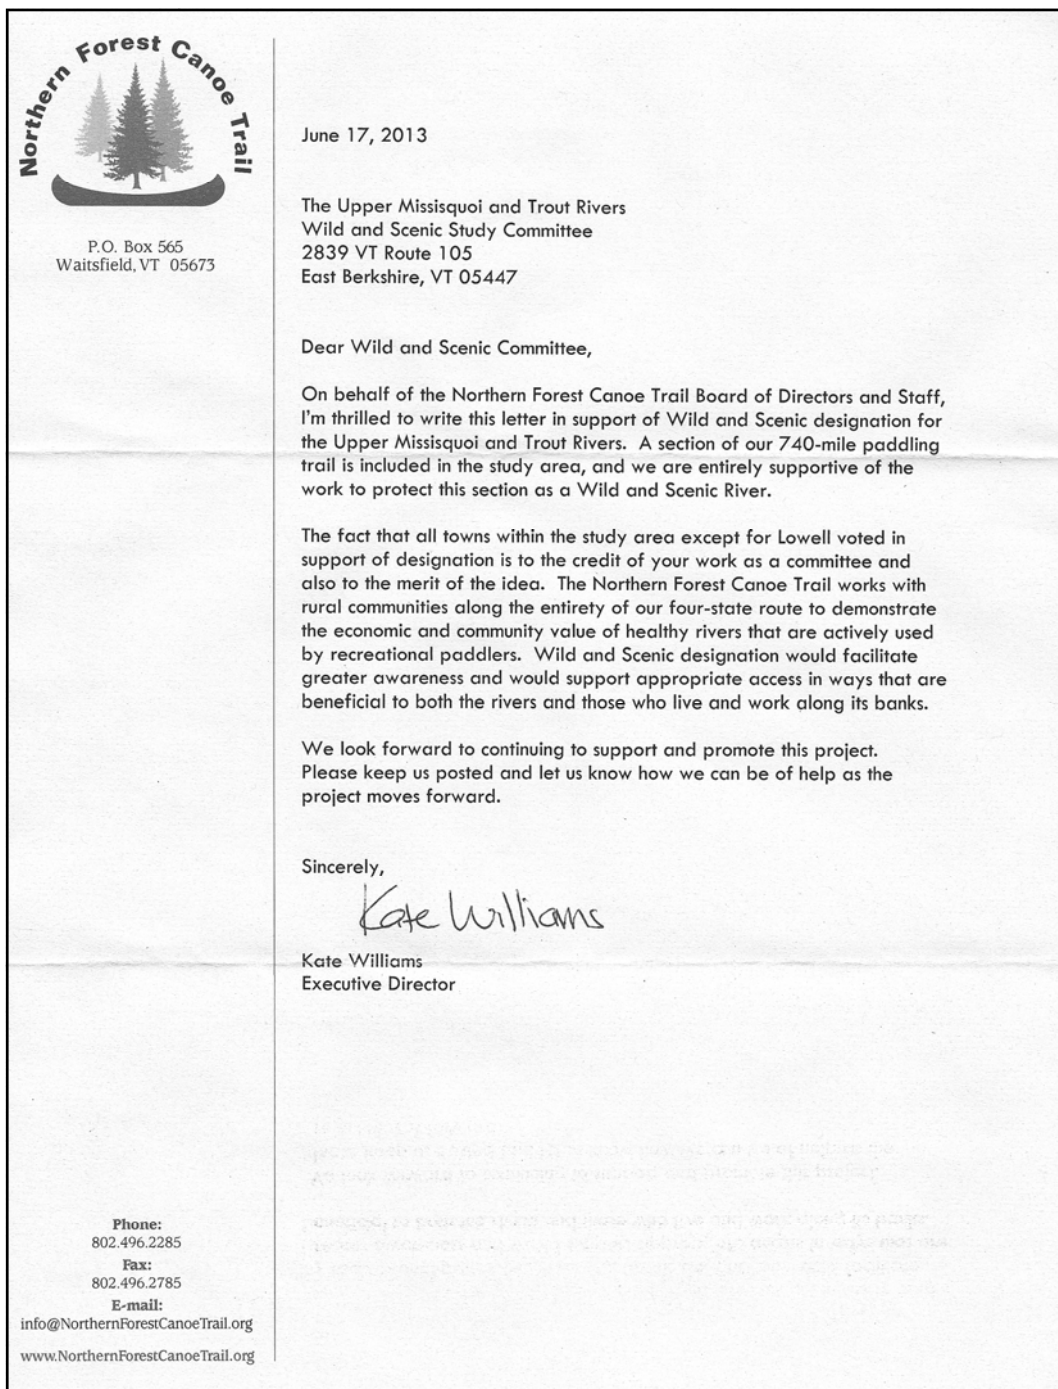 Northern Forest Canoe Trail
P.O. Box 565
Waitsfield, VT 05673
June 17, 2013
The Upper Missisquoi and Trout Rivers
Wild and Scenic Study Committee
2839 VT Route 105
East Berkshire, VT 05447
Dear Wild and Scenic Committee,
On behalf of the Northern Forest Canoe Trail Board of Directors and Staff,
I'm thrilled to write this letter in support of Wild and Scenic designation for
the Upper Missisquoi and Trout Rivers. A section of our 740-mile paddling
trail is included in the study area, and we are entirely supportive of the
work to protect this section as a Wild and Scenic River.
The fact that all towns within the study area except for Lowell voted in
support of designation is to the credit of your work as a committee and
also to the merit of the idea. The Northern Forest Canoe Trail works with
rural communities along the entirety of our four-state route to demonstrate
the economic and community value of healthy rivers that are actively used
by recreational paddlers. Wild and Scenic designation would facilitate
greater awareness and would support appropriate access in ways that are
beneficial to both the rivers and those who live and work along its banks.
We look forward to continuing to support and promote this project.
Please keep us posted and let us know how we can be of help as the
project moves forward.
Sincerely,
Kate Williams
Kate Williams
Executive Director
Phone:
802.496.2285
Fax:
802.496.2785
E-mail:
info@NorthernForestCanoeTrail.org
www.NorthernForestCanoeTrail.org